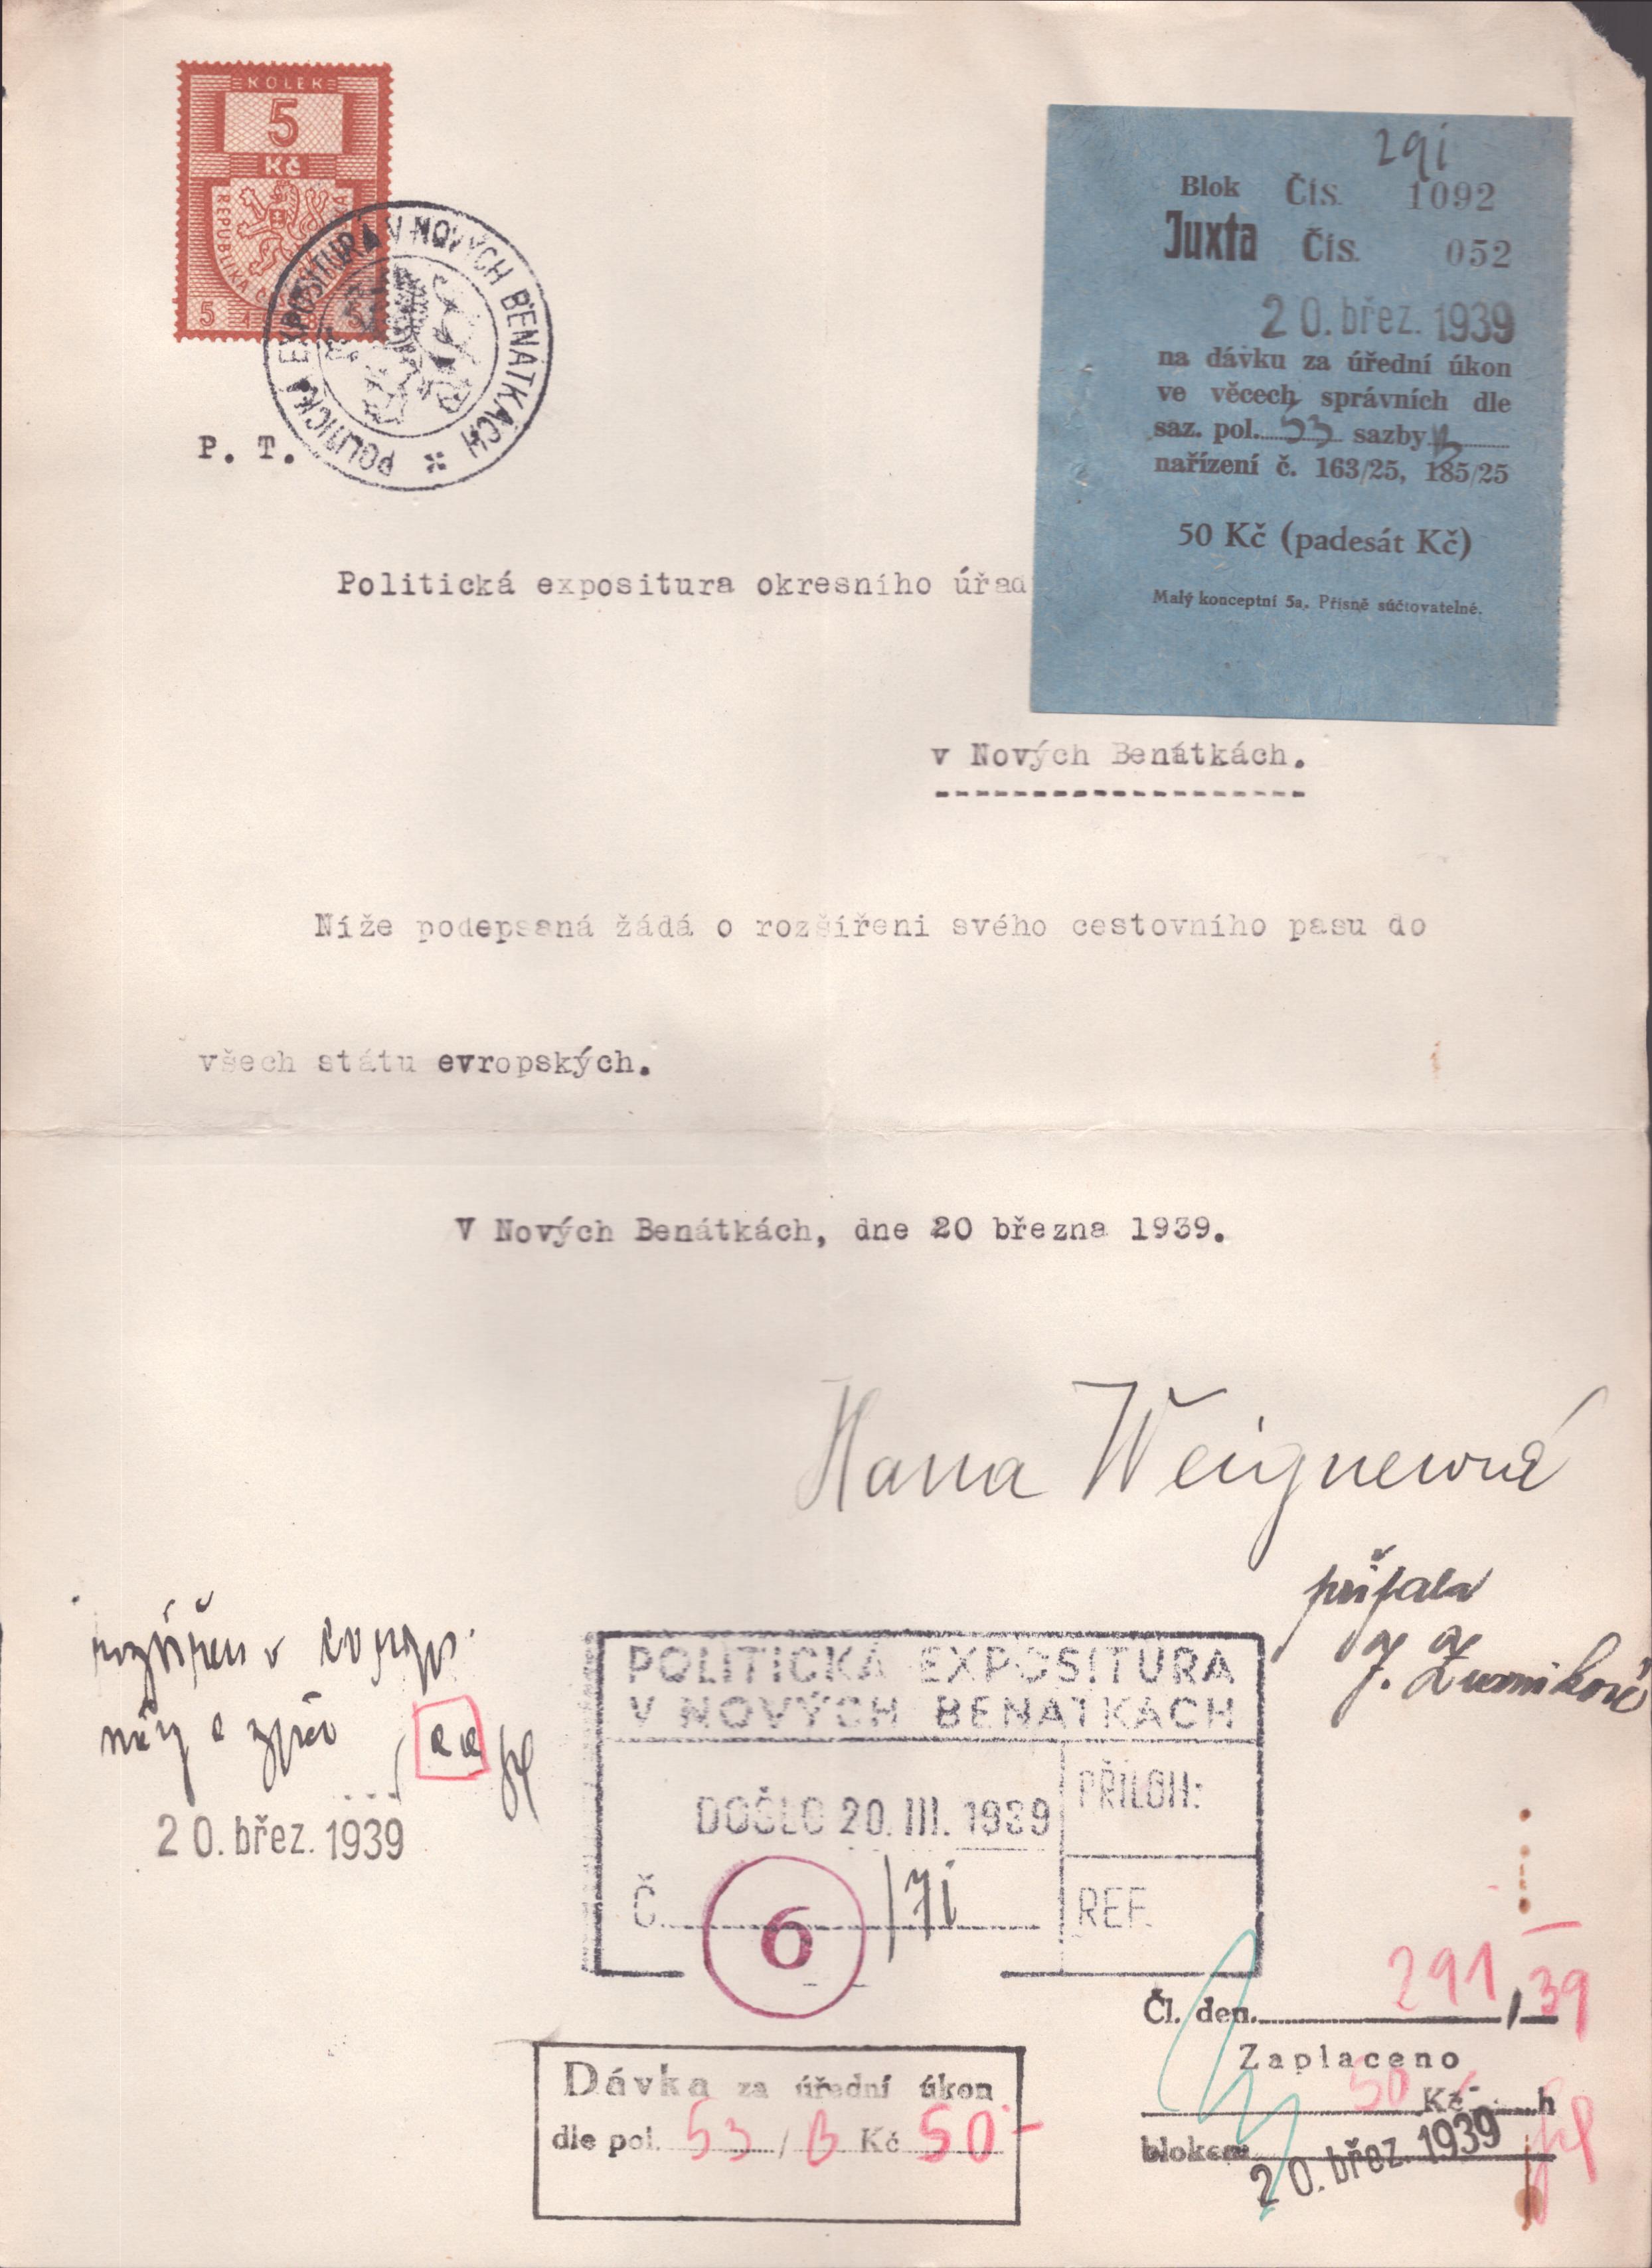 KOLEK
5
Kč
REPUBLIKA
5
POLITICKÁ EXPOSITURA V NOVÝCH BENÁTKÁCH
291
Blok Čís. 1092
Juxta Čís. 052
20. břez. 1939
na dávku za úřední úkon
ve věcech správních dle
saz. pol. 53 sazby B
nařízení č. 163/25, 185/25
50 Kč (padesát Kč)
Malý konceptní 5a. Přísně súčtovatelné.
P. T.
Politická expositura okresního úřad
v Nových Benátkách.
Níže podepsaná žádá o rozšířeni svého cestovního pasu do
všech státu evropských.
V Nových Benátkách, dne 20 března 1939.
Hana Weignerová
přijala
20. břez. 1939
POLITICKÁ EXPOSITURA
V NOVÝCH BENÁTKÁCH
DOŠLO 20. III. 1939
PŘÍLOH:
Č. 6
REF.
Čl. den. 291/39
Zaplaceno
50 Kč h
blokem
20. břez. 1939
Dávka za úřední úkon
dle pol. 53 / B Kč 50.-